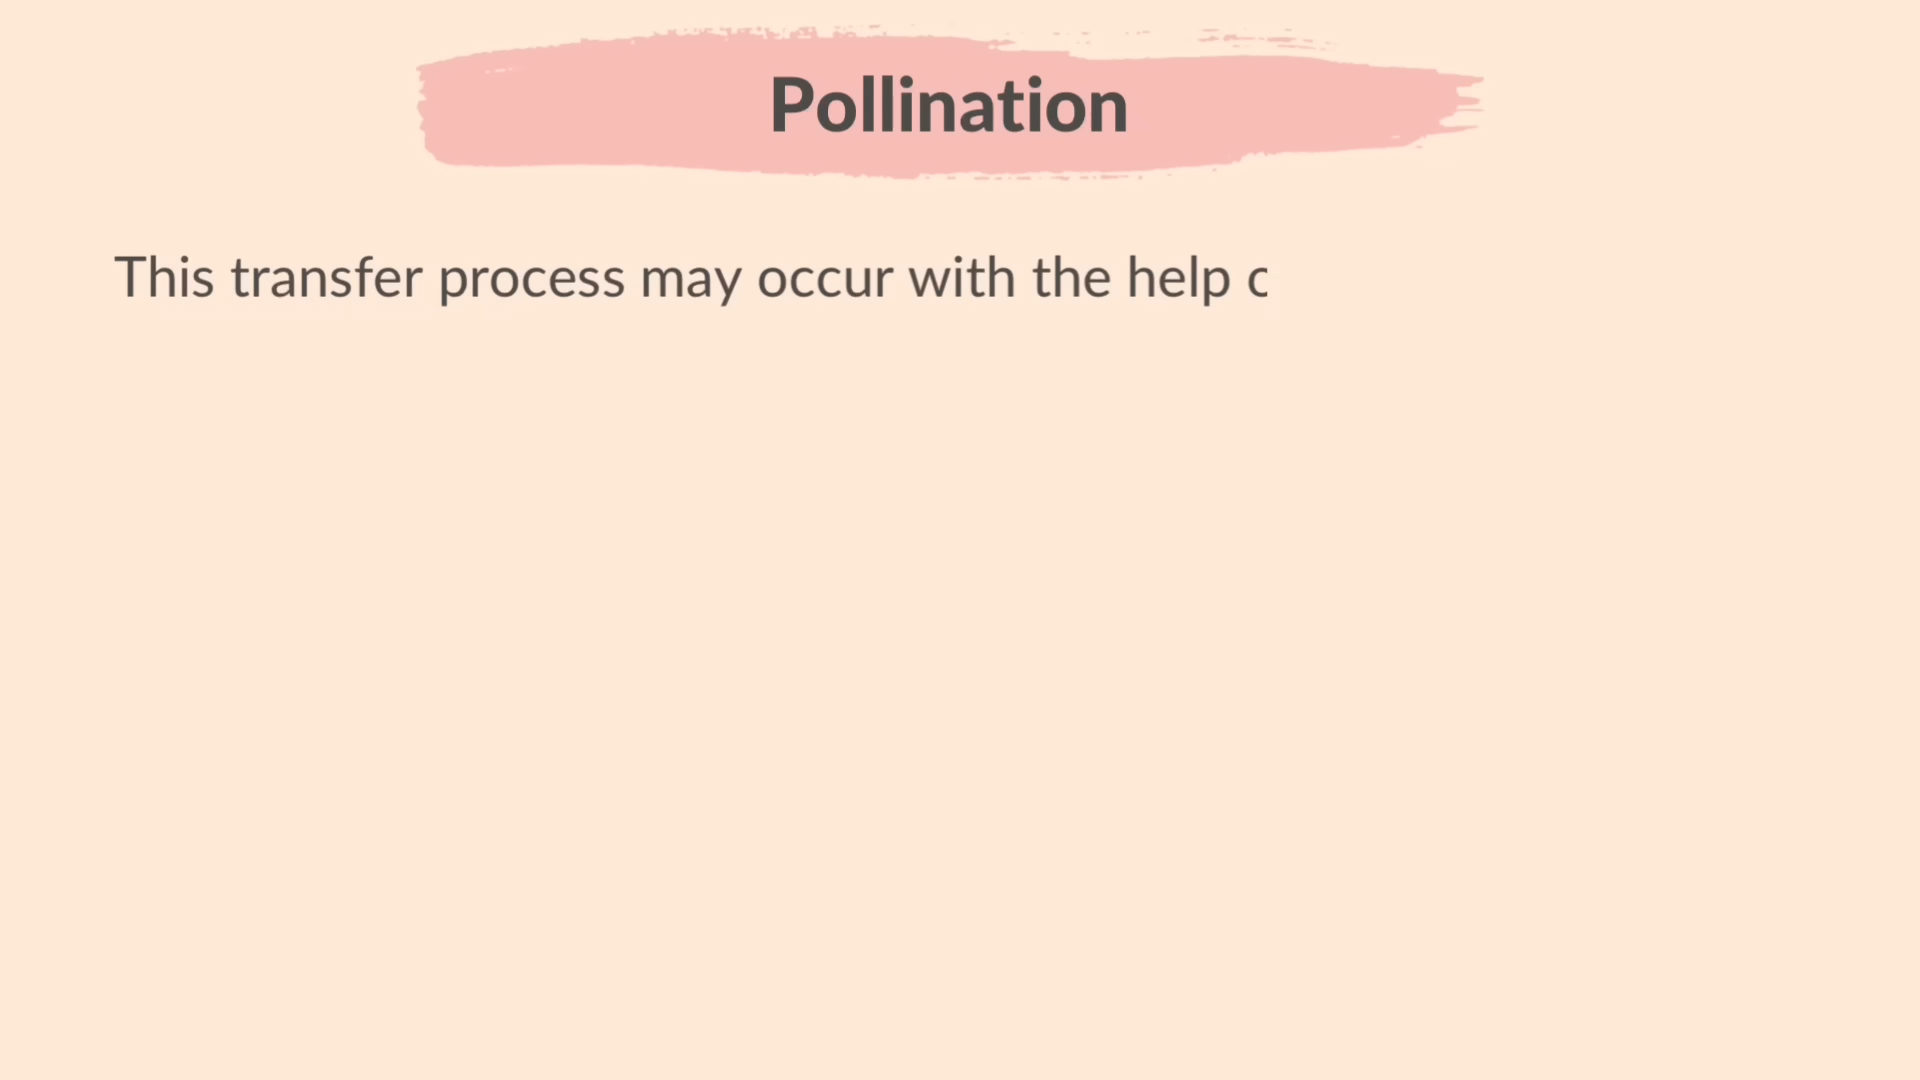 Pollination
This transfer process may occur with the help